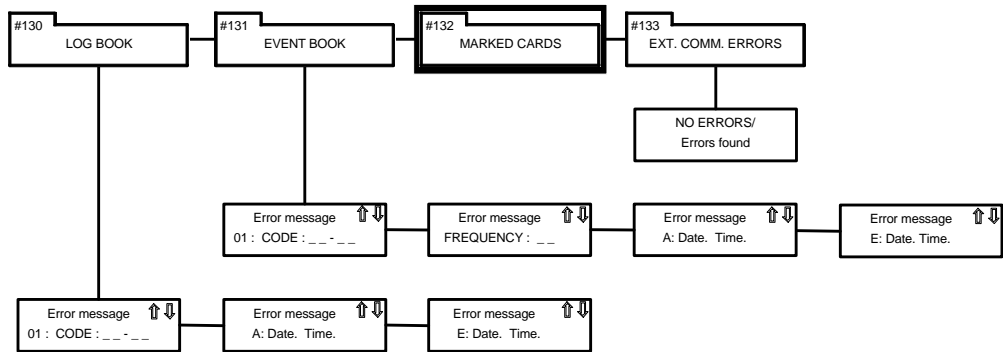 #130
LOG BOOK
#131
EVENT BOOK
#132
MARKED CARDS
#133
EXT. COMM. ERRORS
NO ERRORS/
Errors found
Error message
01 : CODE : _ _ - _ _
Error message
FREQUENCY : _ _
Error message
A: Date. Time.
Error message
E: Date. Time.
Error message
01 : CODE : _ _ - _ _
Error message
A: Date. Time.
Error message
E: Date. Time.